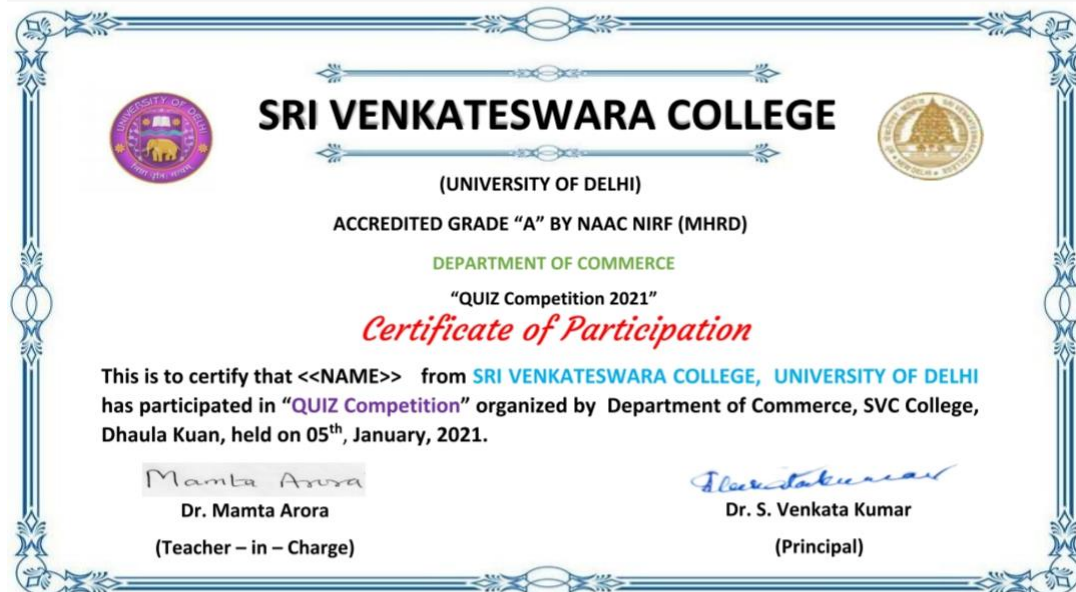 SRI VENKATESWARA COLLEGE
UNIVERSITY OF DELHI
(UNIVERSITY OF DELHI)
ACCREDITED GRADE “A” BY NAAC NIRF (MHRD)
DEPARTMENT OF COMMERCE
“QUIZ Competition 2021”
Certificate of Participation
This is to certify that <<NAME>> from SRI VENKATESWARA COLLEGE, UNIVERSITY OF DELHI
has participated in “QUIZ Competition” organized by Department of Commerce, SVC College,
Dhaula Kuan, held on 05th, January, 2021.
Mamta Arora
Dr. Mamta Arora
Dr. S. Venkata Kumar
(Teacher – in – Charge)
(Principal)